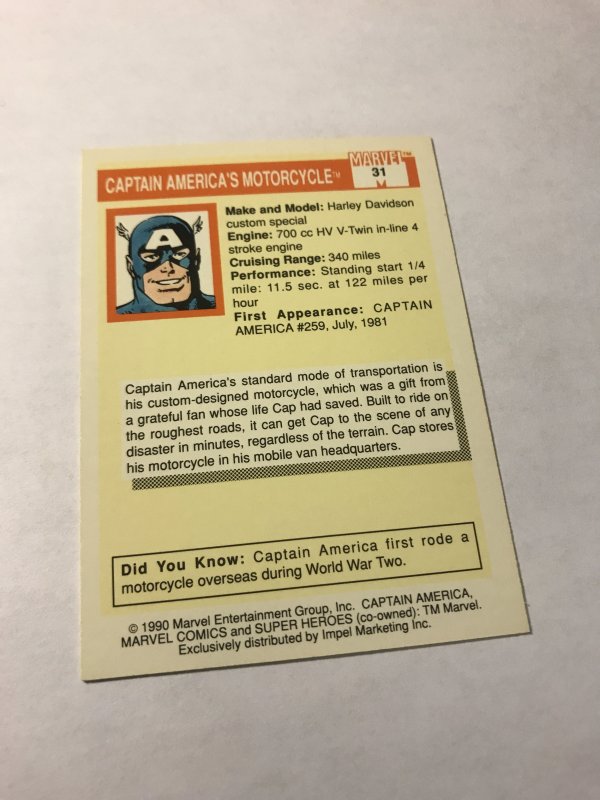 CAPTAIN AMERICA'S MOTORCYCLE™
MARVEL™
31
Make and Model: Harley Davidson
custom special
Engine: 700 cc HV V-Twin in-line 4
stroke engine
Cruising Range: 340 miles
Performance: Standing start 1/4
mile: 11.5 sec. at 122 miles per
hour
First Appearance: CAPTAIN
AMERICA #259, July, 1981
A
Captain America's standard mode of transportation is
his custom-designed motorcycle, which was a gift from
a grateful fan whose life Cap had saved. Built to ride on
the roughest roads, it can get Cap to the scene of any
disaster in minutes, regardless of the terrain. Cap stores
his motorcycle in his mobile van headquarters.
Did You Know: Captain America first rode a
motorcycle overseas during World War Two.
© 1990 Marvel Entertainment Group, Inc. CAPTAIN AMERICA,
MARVEL COMICS and SUPER HEROES (co-owned): TM Marvel.
Exclusively distributed by Impel Marketing Inc.